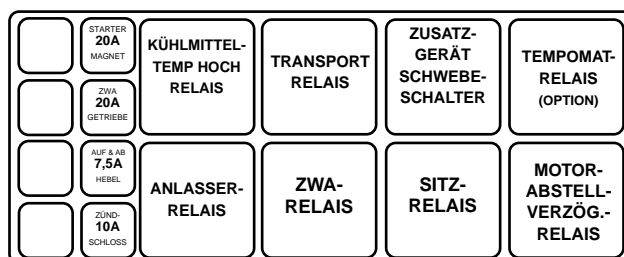 STARTER
20A
MAGNET
KÜHLMITTEL-
TEMP HOCH
RELAIS
TRANSPORT
RELAIS
ZUSATZ-
GERÄT
SCHWEBE-
SCHALTER
TEMPOMAT-
RELAIS
(OPTION)
ZWA
20A
GETRIEBE
AUF & AB
7,5A
HEBEL
ANLASSER-
RELAIS
ZWA-
RELAIS
SITZ-
RELAIS
MOTOR-
ABSTELL-
VERZÖG.-
RELAIS
ZÜND-
10A
SCHLOSS